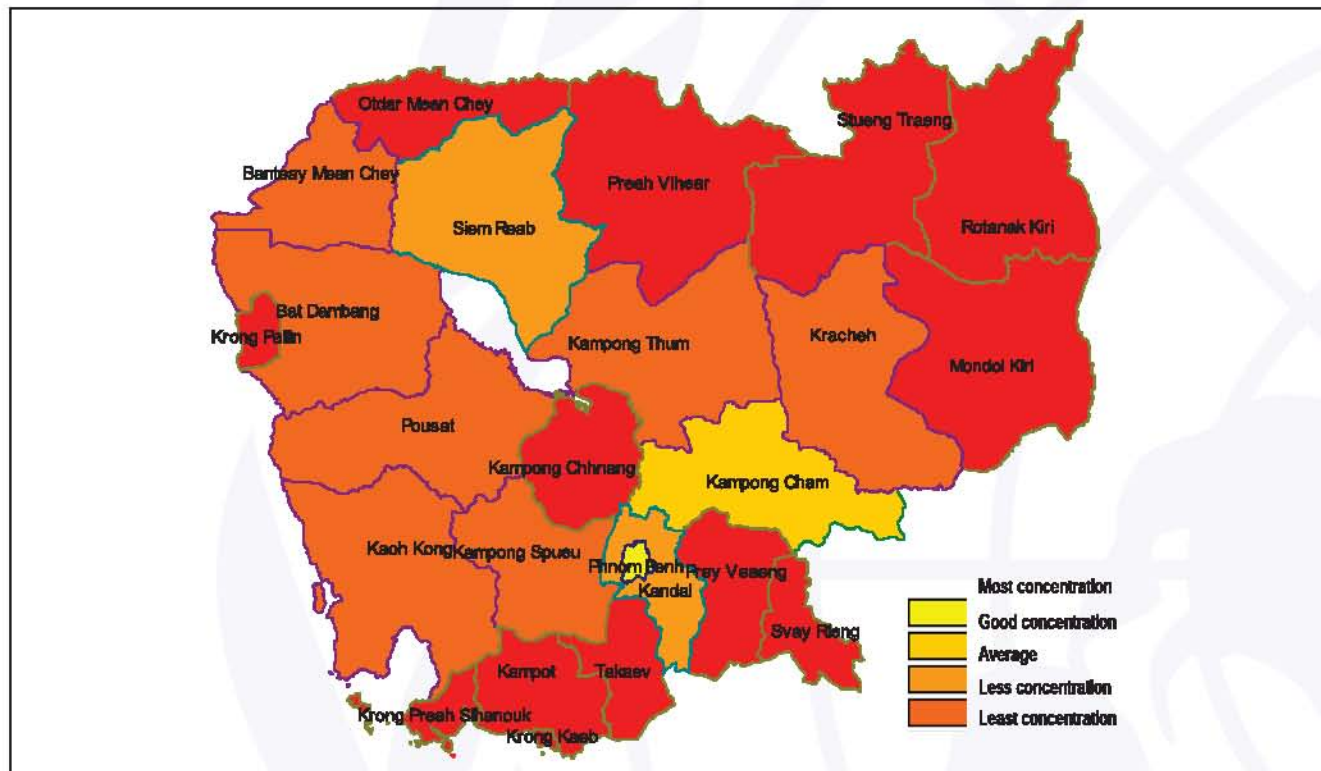 Otdar Mean Chey
Stueng Traeng
Banteay Mean Chey
Preah Vihear
Siem Reab
Rotanak Kiri
Bat Dambang
Krong Pailin
Kampong Thum
Kracheh
Mondol Kiri
Pousat
Kampong Chhnang
Kampong Cham
Kaoh Kong
Kampong Spueu
Phnom Penh
Prey Veaeng
Kandal
Svay Rieng
Kampot
Takaev
Krong Preah Sihanouk
Krong Kaeb
Most concentration
Good concentration
Average
Less concentration
Least concentration